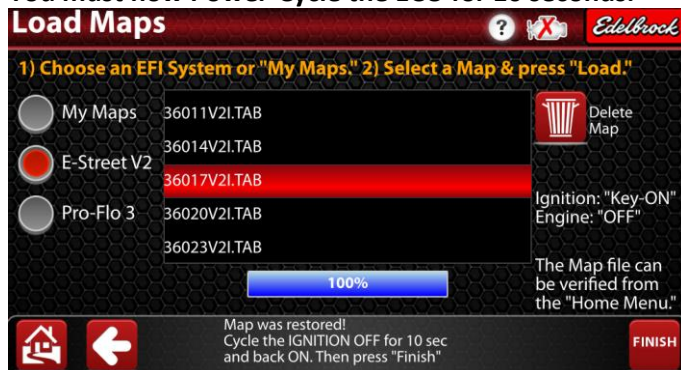 You must now Power Cycle the ECU for 10 seconds.
Load Maps
?
Edelbrock
1) Choose an EFI System or "My Maps." 2) Select a Map & press "Load."
My Maps
E-Street V2
Pro-Flo 3
36011V2I.TAB
36014V2I.TAB
36017V2I.TAB
36020V2I.TAB
36023V2I.TAB
100%
Delete
Map
Ignition: "Key-ON"
Engine: "OFF"
The Map file can
be verified from
the "Home Menu."
Map was restored!
Cycle the IGNITION OFF for 10 sec
and back ON. Then press "Finish"
FINISH